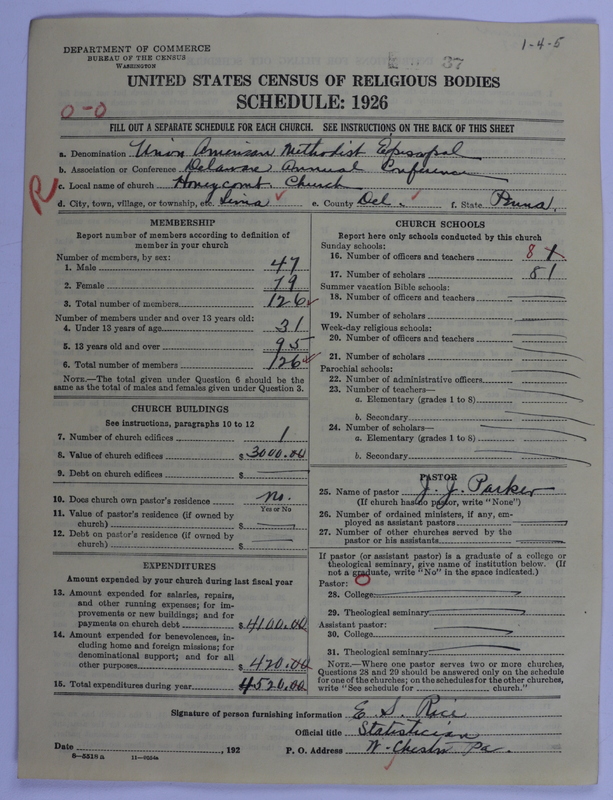 1-4-5
DEPARTMENT OF COMMERCE
BUREAU OF THE CENSUS
WASHINGTON
37
UNITED STATES CENSUS OF RELIGIOUS BODIES
SCHEDULE: 1926
0-0
FILL OUT A SEPARATE SCHEDULE FOR EACH CHURCH. SEE INSTRUCTIONS ON THE BACK OF THIS SHEET
a. Denomination Union American Methodist Episcopal
b. Association or Conference Delaware Annual Conference
R c. Local name of church Honeycomb Church
d. City, town, village, or township, etc. Lima e. County Del. f. State Penna.
MEMBERSHIP
Report number of members according to definition of
member in your church
Number of members, by sex:
1. Male 47
2. Female 79
3. Total number of members 126
Number of members under and over 13 years old:
4. Under 13 years of age 31
5. 13 years old and over 95
6. Total number of members 126
NOTE.—The total given under Question 6 should be the
same as the total of males and females given under Question 3.
CHURCH BUILDINGS
See instructions, paragraphs 10 to 12
7. Number of church edifices 1
8. Value of church edifices $ 3000.00
9. Debt on church edifices $
10. Does church own pastor's residence No.
Yes or No
11. Value of pastor's residence (if owned by
church) $
12. Debt on pastor's residence (if owned by
church) $
EXPENDITURES
Amount expended by your church during last fiscal year
13. Amount expended for salaries, repairs,
and other running expenses; for im-
provements or new buildings; and for
payments on church debt $ 4100.00
14. Amount expended for benevolences, in-
cluding home and foreign missions; for
denominational support; and for all
other purposes $ 420.00
15. Total expenditures during year $ 4520.00
CHURCH SCHOOLS
Report here only schools conducted by this church
Sunday schools:
16. Number of officers and teachers 8
17. Number of scholars 81
Summer vacation Bible schools:
18. Number of officers and teachers
19. Number of scholars
Week-day religious schools:
20. Number of officers and teachers
21. Number of scholars
Parochial schools:
22. Number of administrative officers
23. Number of teachers—
a. Elementary (grades 1 to 8)
b. Secondary
24. Number of scholars—
a. Elementary (grades 1 to 8)
b. Secondary
PASTOR
25. Name of pastor J. J. Parker
(If church has no pastor, write "None")
26. Number of ordained ministers, if any, em-
ployed as assistant pastors
27. Number of other churches served by the
pastor or his assistants
If pastor (or assistant pastor) is a graduate of a college or
theological seminary, give name of institution below. (If
not a graduate, write "No" in the space indicated.)
Pastor: O
28. College
29. Theological seminary
Assistant pastor:
30. College
31. Theological seminary
NOTE.—Where one pastor serves two or more churches,
Questions 28 and 29 should be answered only on the schedule
for one of the churches; on the schedules for the other churches
write "See schedule for church."
Signature of person furnishing information E. S. Rice
Official title Statistician
Date , 192 P. O. Address W. Chester Pa.
8-5318 a 11-9034a